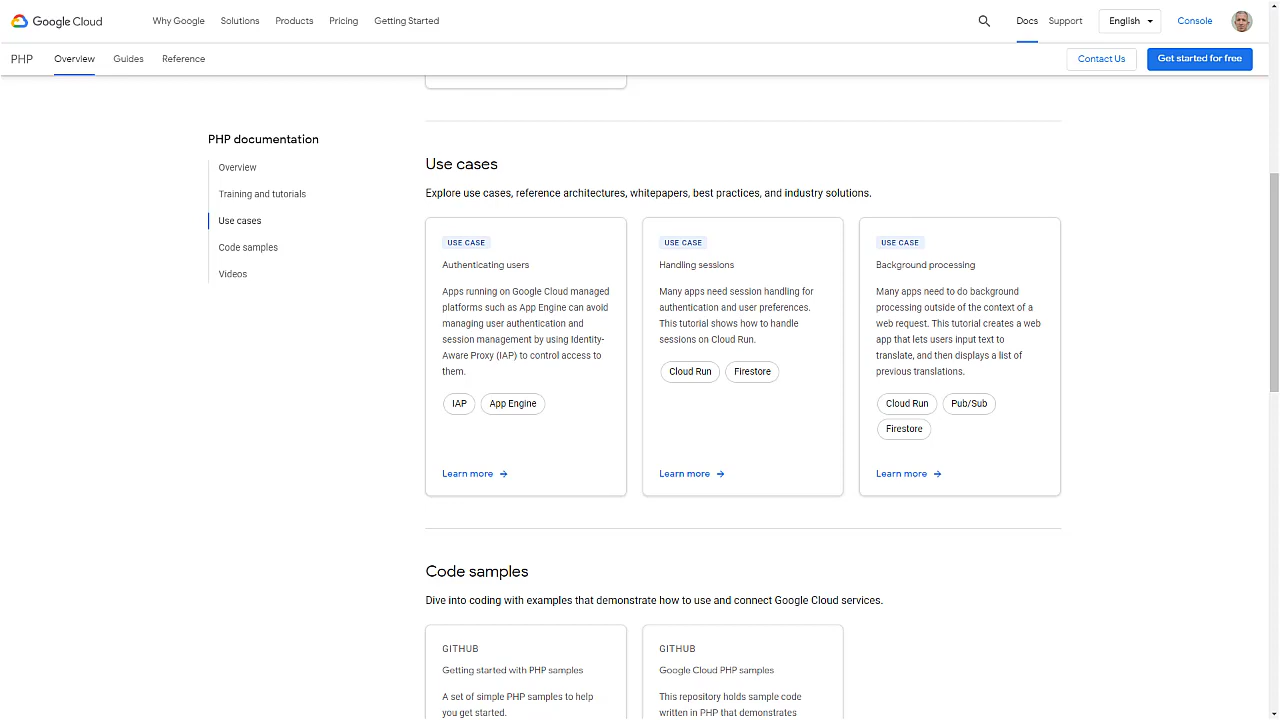 Google Cloud
Why Google
Solutions
Products
Pricing
Getting Started
Docs
Support
English
Console
PHP
Overview
Guides
Reference
Contact Us
Get started for free
PHP documentation
Overview
Training and tutorials
Use cases
Code samples
Videos
Use cases
Explore use cases, reference architectures, whitepapers, best practices, and industry solutions.
USE CASE
Authenticating users
Apps running on Google Cloud managed
platforms such as App Engine can avoid
managing user authentication and
session management by using Identity-
Aware Proxy (IAP) to control access to
them.
IAP
App Engine
Learn more
USE CASE
Handling sessions
Many apps need session handling for
authentication and user preferences.
This tutorial shows how to handle
sessions on Cloud Run.
Cloud Run
Firestore
Learn more
USE CASE
Background processing
Many apps need to do background
processing outside of the context of a
web request. This tutorial creates a web
app that lets users input text to
translate, and then displays a list of
previous translations.
Cloud Run
Pub/Sub
Firestore
Learn more
Code samples
Dive into coding with examples that demonstrate how to use and connect Google Cloud services.
GITHUB
Getting started with PHP samples
A set of simple PHP samples to help
you get started.
GITHUB
Google Cloud PHP samples
This repository holds sample code
written in PHP that demonstrates